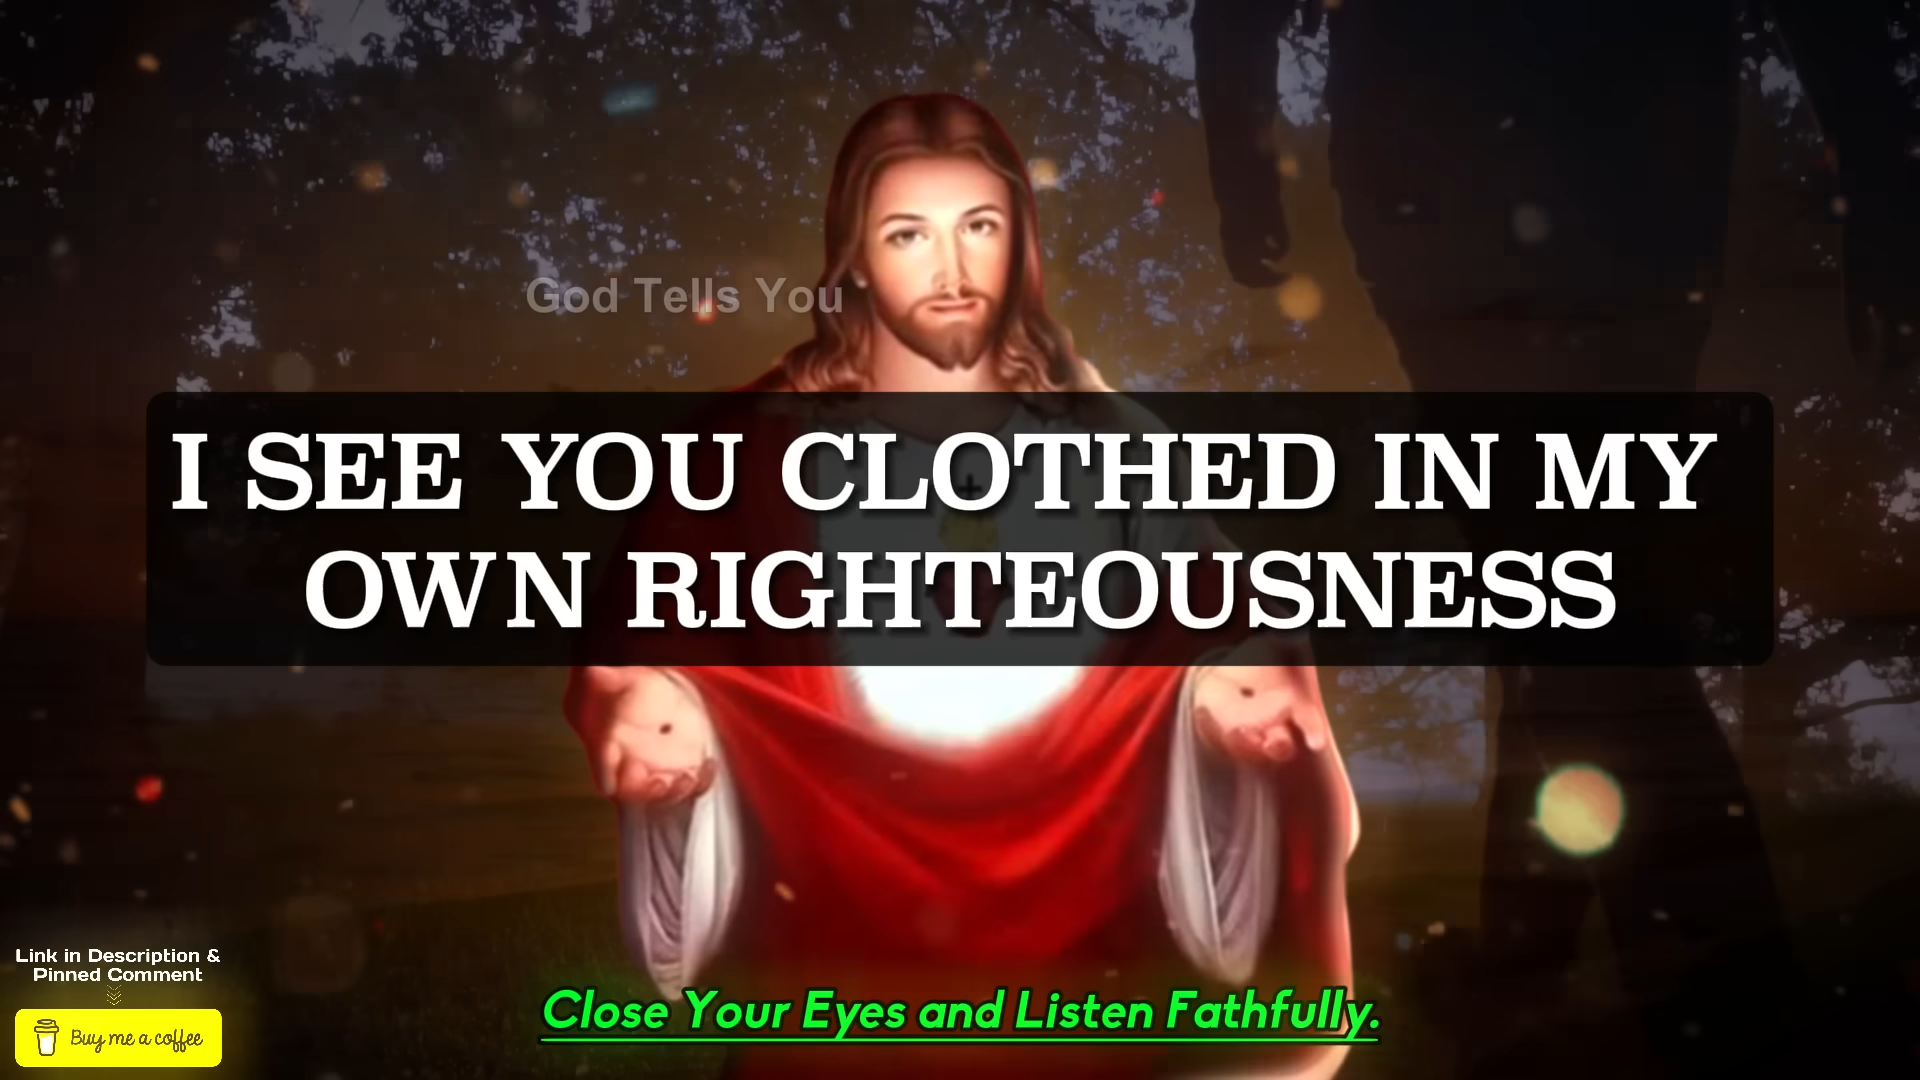 God Tells You
I SEE YOU CLOTHED IN MY
OWN RIGHTEOUSNESS
Link in Description &
Pinned Comment
Buy me a coffee
Close Your Eyes and Listen Fathfully.